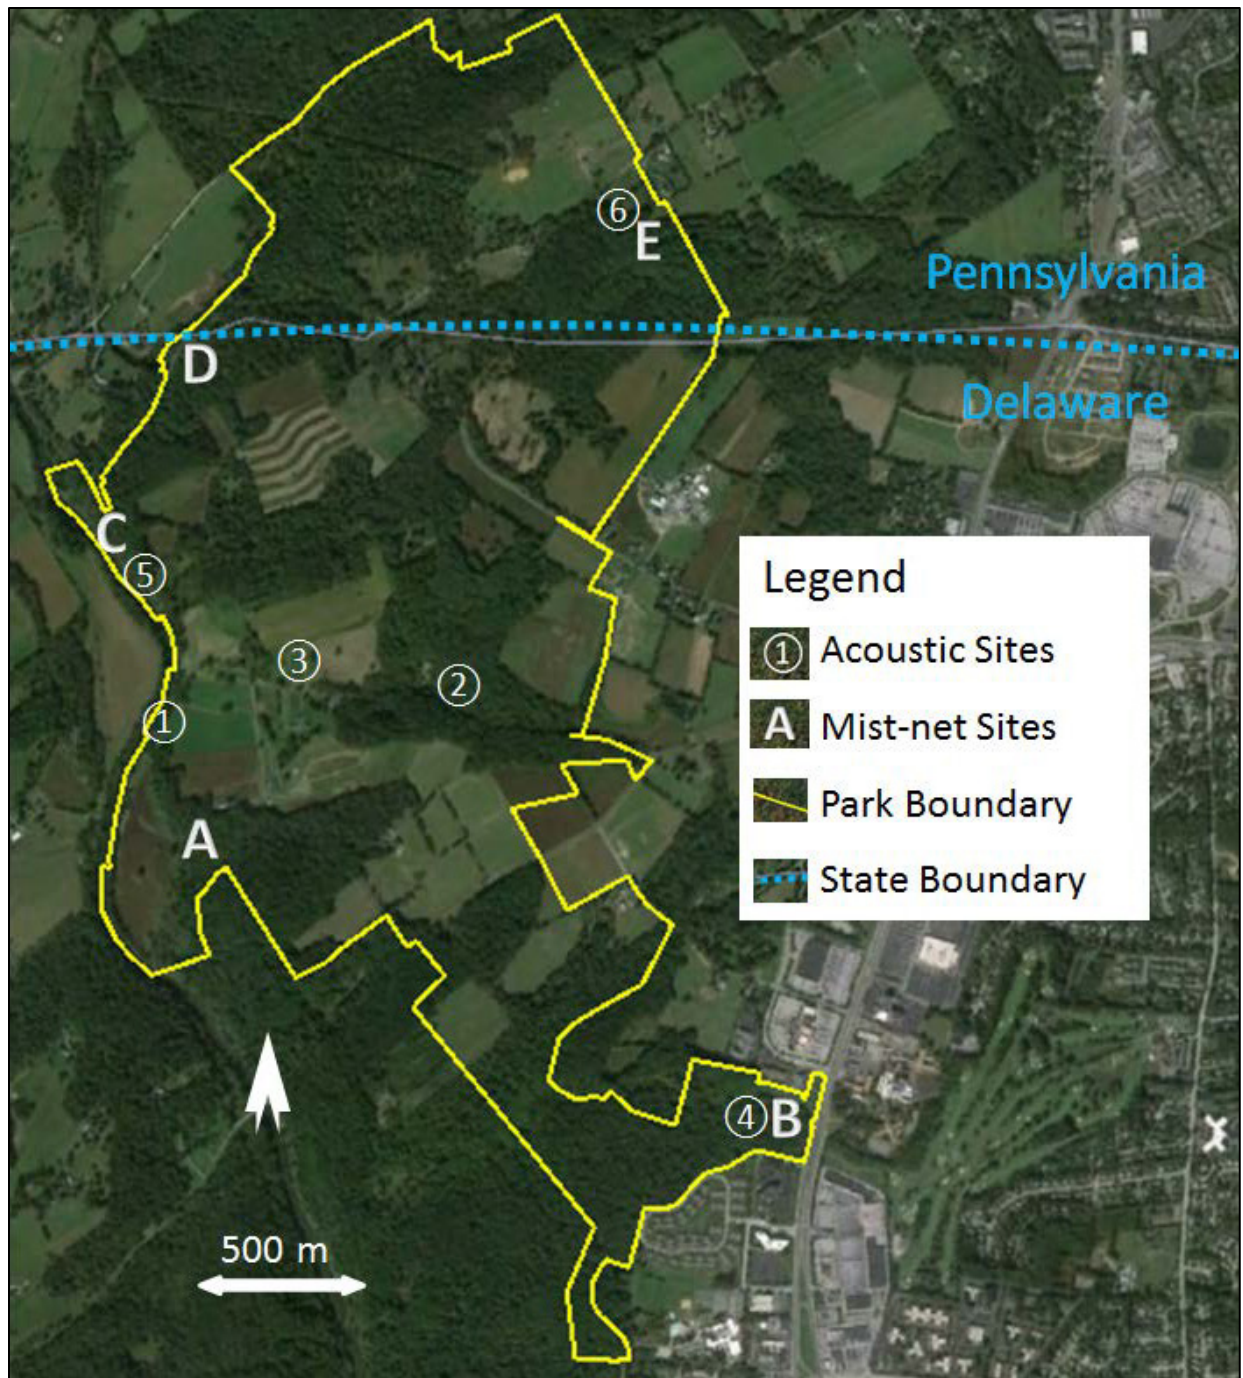 6
E
Pennsylvania
D
Delaware
C
5
Legend
1 Acoustic Sites
A Mist-net Sites
Park Boundary
State Boundary
3
2
1
A
4 B
500 m